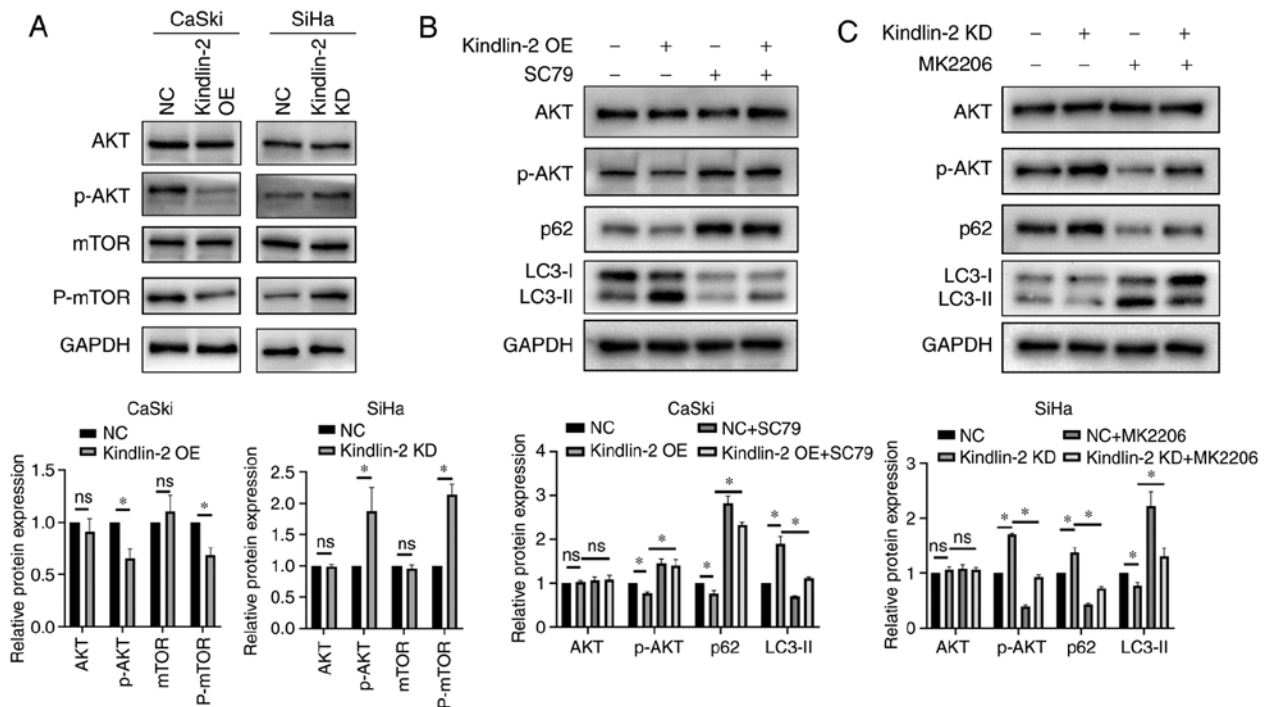 A
CaSki
SiHa
NC
Kindlin-2 OE
NC
Kindlin-2 KD
AKT
p-AKT
mTOR
P-mTOR
GAPDH
CaSki
NC
Kindlin-2 OE
Relative protein expression
1.5
1.0
0.5
0.0
ns
*
ns
*
AKT
p-AKT
mTOR
P-mTOR
SiHa
NC
Kindlin-2 KD
Relative protein expression
2.5
2.0
1.5
1.0
0.5
0.0
ns
*
ns
*
AKT
p-AKT
mTOR
P-mTOR
B
Kindlin-2 OE – + – +
SC79 – – + +
AKT
p-AKT
p62
LC3-I
LC3-II
GAPDH
CaSki
NC NC+SC79
Kindlin-2 OE Kindlin-2 OE+SC79
Relative protein expression
4
3
2
1
0
ns ns
* *
* *
* *
AKT p-AKT p62 LC3-II
C
Kindlin-2 KD – + – +
MK2206 – – + +
AKT
p-AKT
p62
LC3-I
LC3-II
GAPDH
SiHa
NC NC+MK2206
Kindlin-2 KD Kindlin-2 KD+MK2206
Relative protein expression
3
2
1
0
ns ns
* *
* *
* *
AKT p-AKT p62 LC3-II